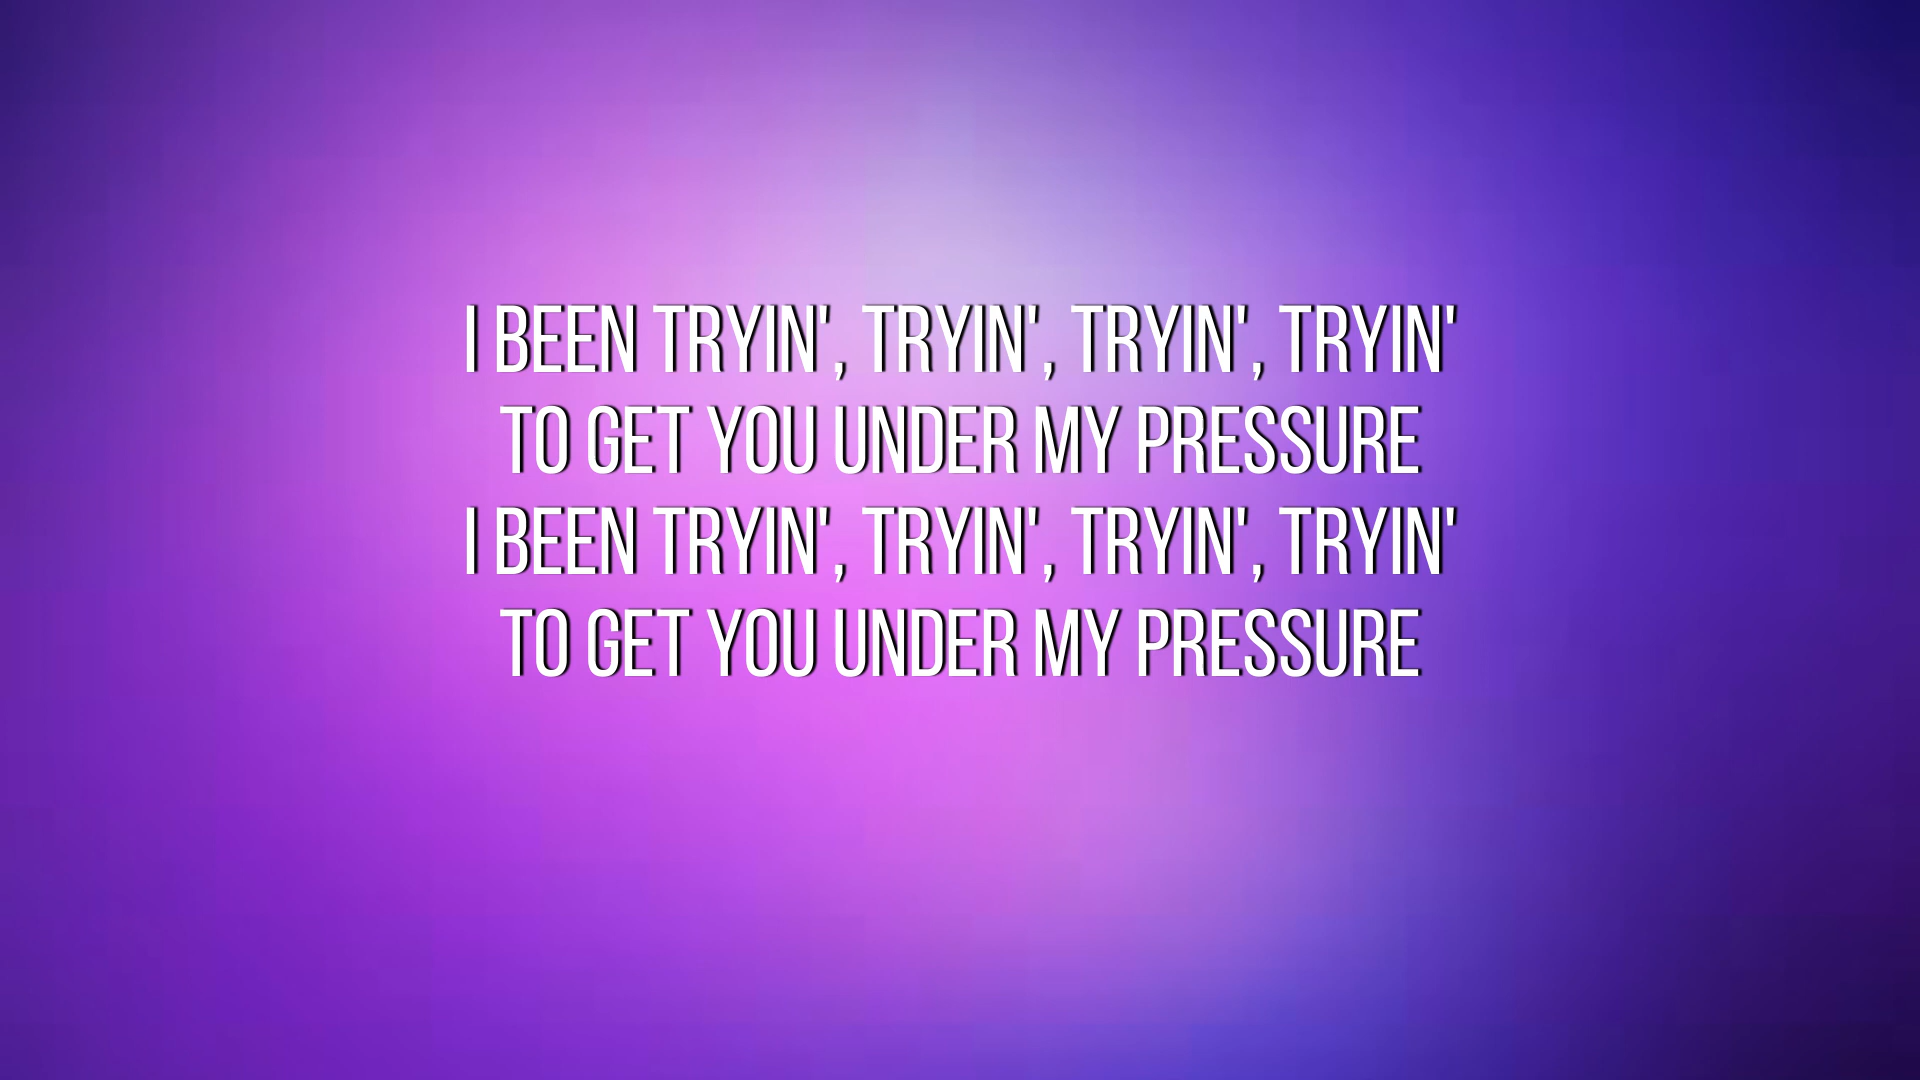 I BEEN TRYIN', TRYIN', TRYIN', TRYIN'
TO GET YOU UNDER MY PRESSURE
I BEEN TRYIN', TRYIN', TRYIN', TRYIN'
TO GET YOU UNDER MY PRESSURE